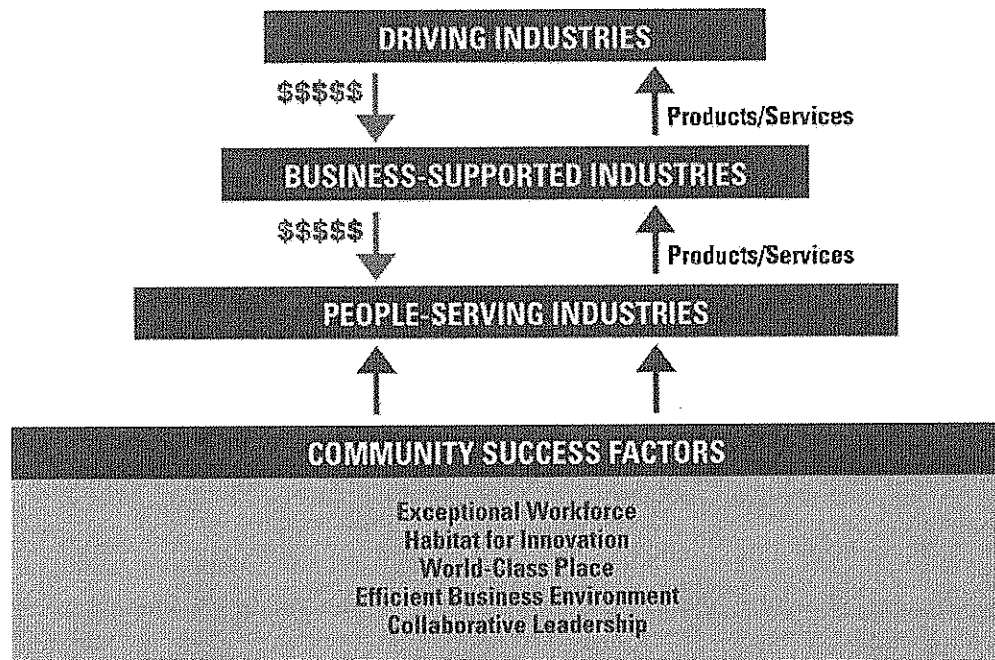 DRIVING INDUSTRIES
$$$$$
Products/Services
BUSINESS-SUPPORTED INDUSTRIES
$$$$$
Products/Services
PEOPLE-SERVING INDUSTRIES
COMMUNITY SUCCESS FACTORS
Exceptional Workforce
Habitat for Innovation
World-Class Place
Efficient Business Environment
Collaborative Leadership